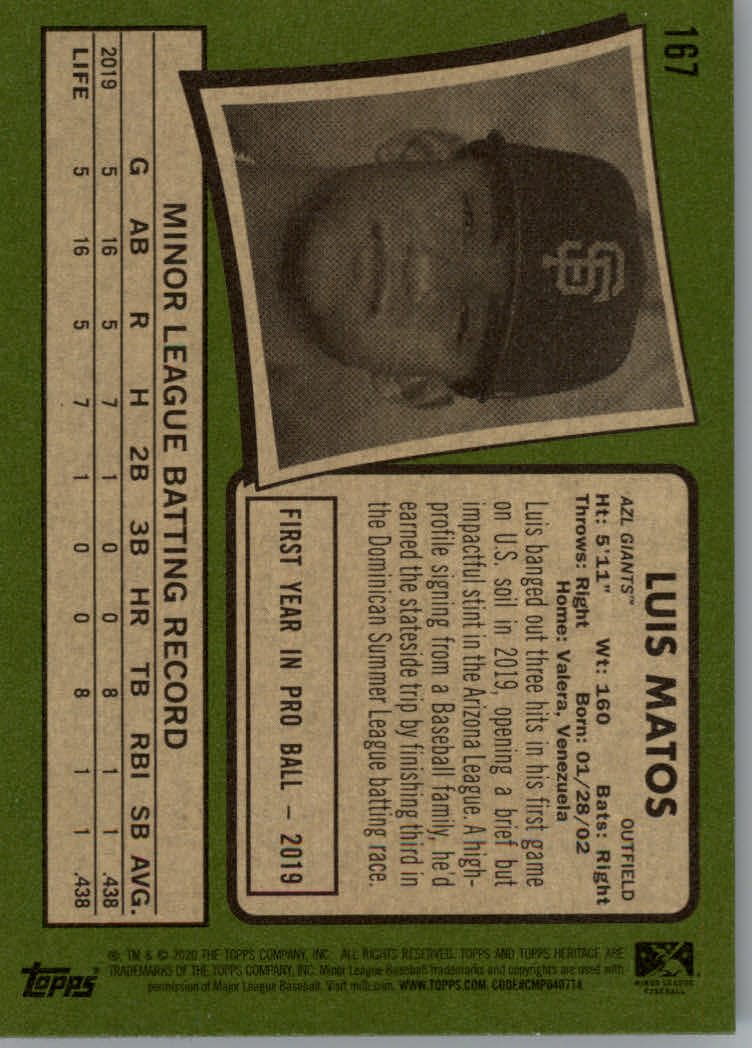 167
LUIS MATOS
AZL GIANTS™ OUTFIELD
Ht: 5'11" Wt: 160 Bats: Right
Throws: Right Born: 01/28/02
Home: Valera, Venezuela
Luis banged out three hits in his first game
on U.S. soil in 2019, opening a brief but
impactful stint in the Arizona League. A high-
profile signing from a Baseball family, he'd
earned the stateside trip by finishing third in
the Dominican Summer League batting race.
FIRST YEAR IN PRO BALL – 2019
MINOR LEAGUE BATTING RECORD
G AB R H 2B 3B HR TB RBI SB AVG.
2019 5 16 5 7 1 0 0 8 1 1 .438
LIFE 5 16 5 7 1 0 0 8 1 1 .438
SF
MINOR LEAGUE
BASEBALL
®, TM & © 2020 THE TOPPS COMPANY, INC. ALL RIGHTS RESERVED. TOPPS AND TOPPS HERITAGE ARE
TRADEMARKS OF THE TOPPS COMPANY, INC. Minor League Baseball trademarks and copyrights are used with
permission of Major League Baseball. Visit milb.com. WWW.TOPPS.COM CODE#CMP040714
topps®